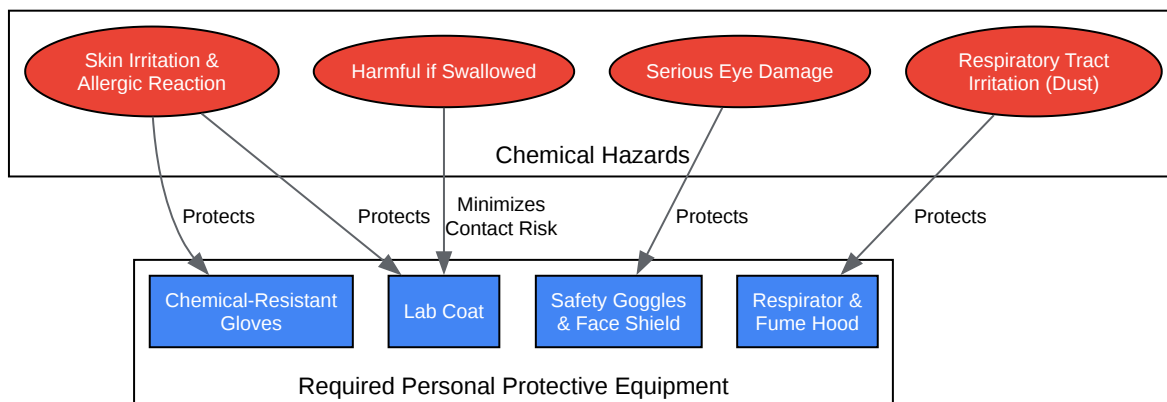 Skin Irritation &
Allergic Reaction
Harmful if Swallowed
Serious Eye Damage
Respiratory Tract
Irritation (Dust)
Chemical Hazards
Protects
Protects
Minimizes
Contact Risk
Protects
Protects
Chemical-Resistant
Gloves
Lab Coat
Safety Goggles
& Face Shield
Respirator &
Fume Hood
Required Personal Protective Equipment